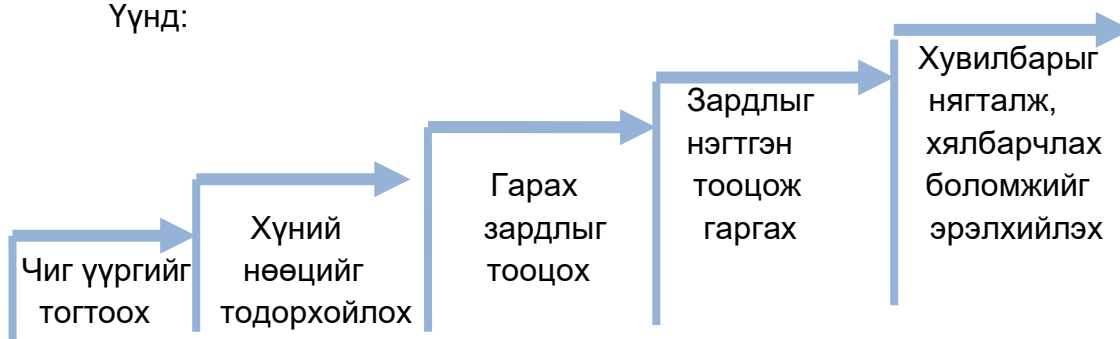 Үүнд:
Чиг үүргийг
тогтоох
Хүний
нөөцийг
тодорхойлох
Гарах
зардлыг
тооцох
Зардлыг
нэгтгэн
тооцож
гаргах
Хувилбарыг
нягталж,
хялбарчлах
боломжийг
эрэлхийлэх